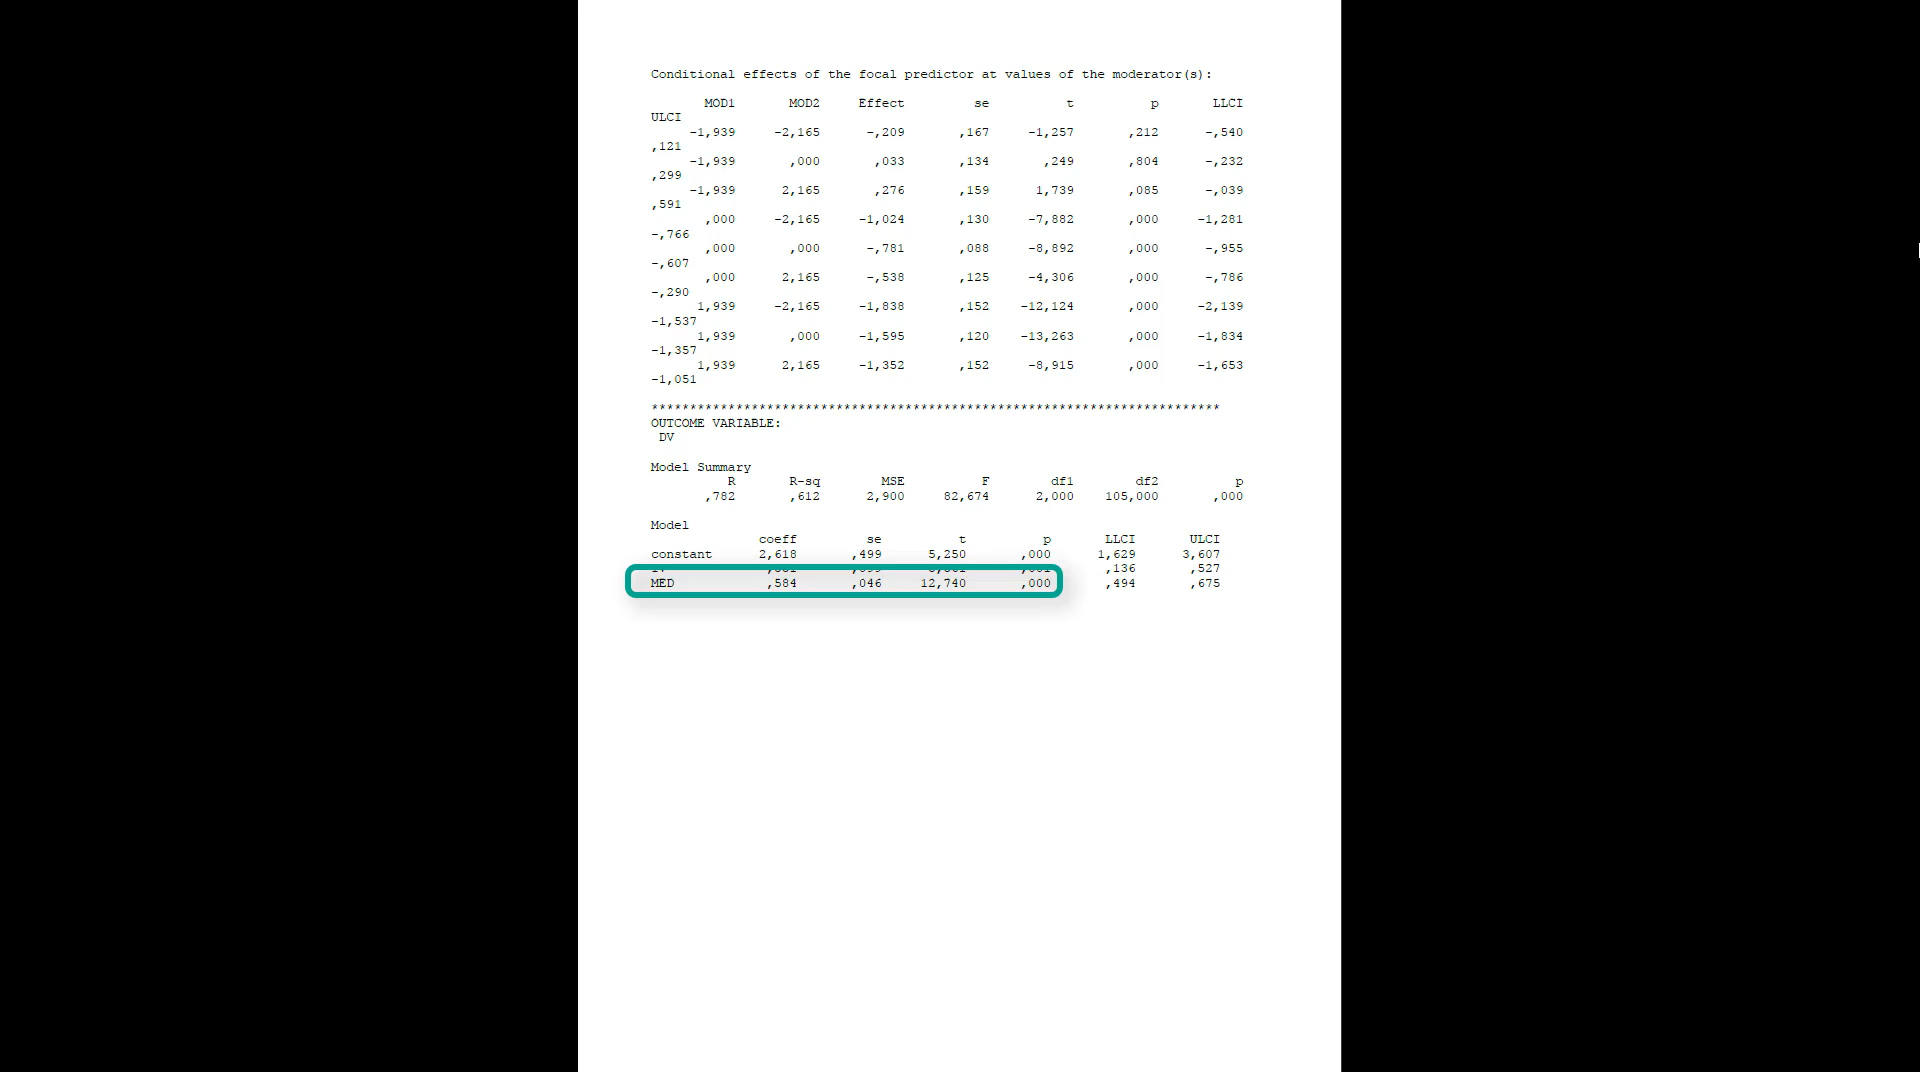 Conditional effects of the focal predictor at values of the moderator(s):
MOD1 MOD2 Effect se t p LLCI
ULCI
-1,939 -2,165 -,209 ,167 -1,257 ,212 -,540
,121
-1,939 ,000 ,033 ,134 ,249 ,804 -,232
,299
-1,939 2,165 ,276 ,159 1,739 ,085 -,039
,591
,000 -2,165 -1,024 ,130 -7,882 ,000 -1,281
-,766
,000 ,000 -,781 ,088 -8,892 ,000 -,955
-,607
,000 2,165 -,538 ,125 -4,306 ,000 -,786
-,290
1,939 -2,165 -1,838 ,152 -12,124 ,000 -2,139
-1,537
1,939 ,000 -1,595 ,120 -13,263 ,000 -1,834
-1,357
1,939 2,165 -1,352 ,152 -8,915 ,000 -1,653
-1,051
**************************************************************************
OUTCOME VARIABLE:
DV
Model Summary
R R-sq MSE F df1 df2 p
,782 ,612 2,900 82,674 2,000 105,000 ,000
Model
coeff se t p LLCI ULCI
constant 2,618 ,499 5,250 ,000 1,629 3,607
,136 ,527
MED ,584 ,046 12,740 ,000 ,494 ,675